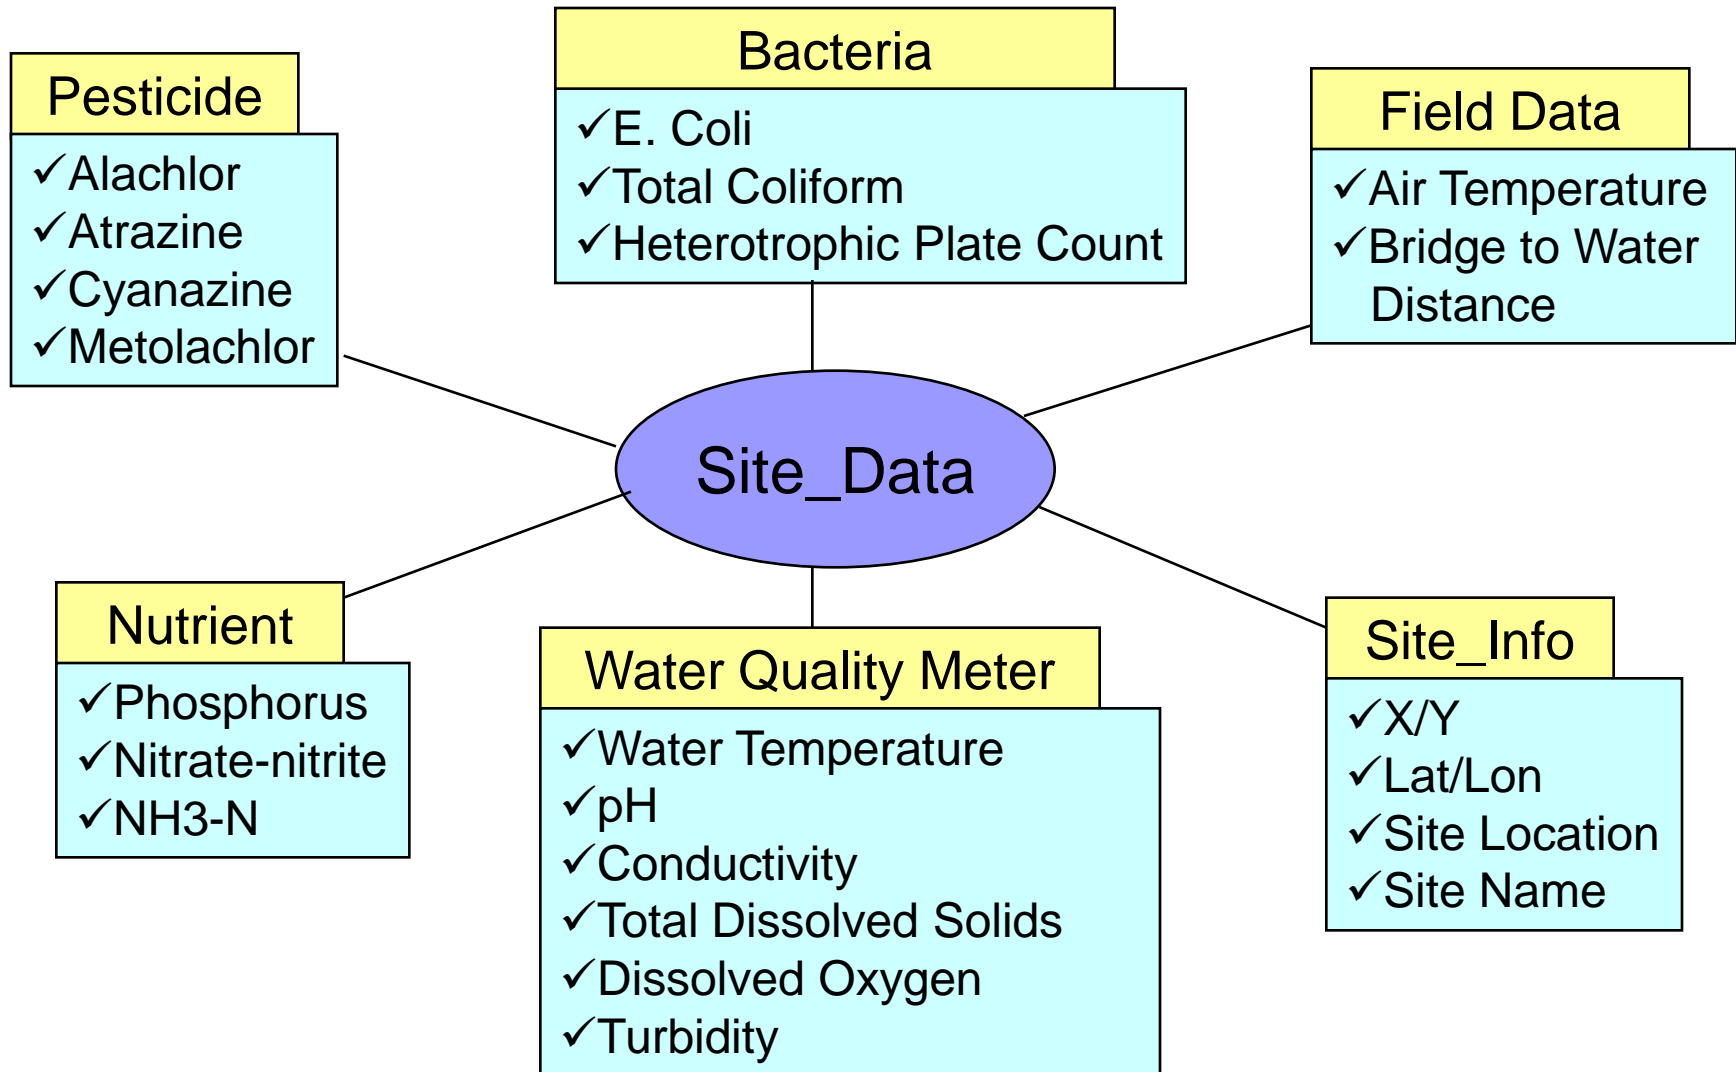 Pesticide
✓Alachlor
✓Atrazine
✓Cyanazine
✓Metolachlor
Bacteria
✓E. Coli
✓Total Coliform
✓Heterotrophic Plate Count
Field Data
✓Air Temperature
✓Bridge to Water
Distance
Site_Data
Nutrient
✓Phosphorus
✓Nitrate-nitrite
✓NH3-N
Water Quality Meter
✓Water Temperature
✓pH
✓Conductivity
✓Total Dissolved Solids
✓Dissolved Oxygen
✓Turbidity
Site_Info
✓X/Y
✓Lat/Lon
✓Site Location
✓Site Name